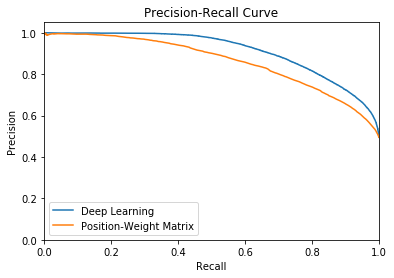 Precision-Recall Curve
1.0
0.8
0.6
0.4
0.2
0.0
Precision
Deep Learning
Position-Weight Matrix
0.0 0.2 0.4 0.6 0.8 1.0
Recall